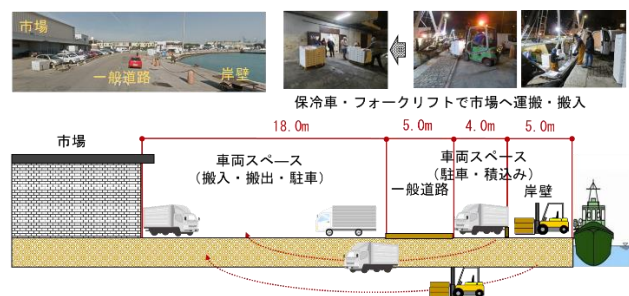 市場
一般道路
岸壁
保冷車・フォークリフトで市場へ運搬・搬入
18.0m
5.0m
4.0m
5.0m
市場
車両スペース
（搬入・搬出・駐車）
一般道路
車両スペース
（駐車・積込み）
岸壁